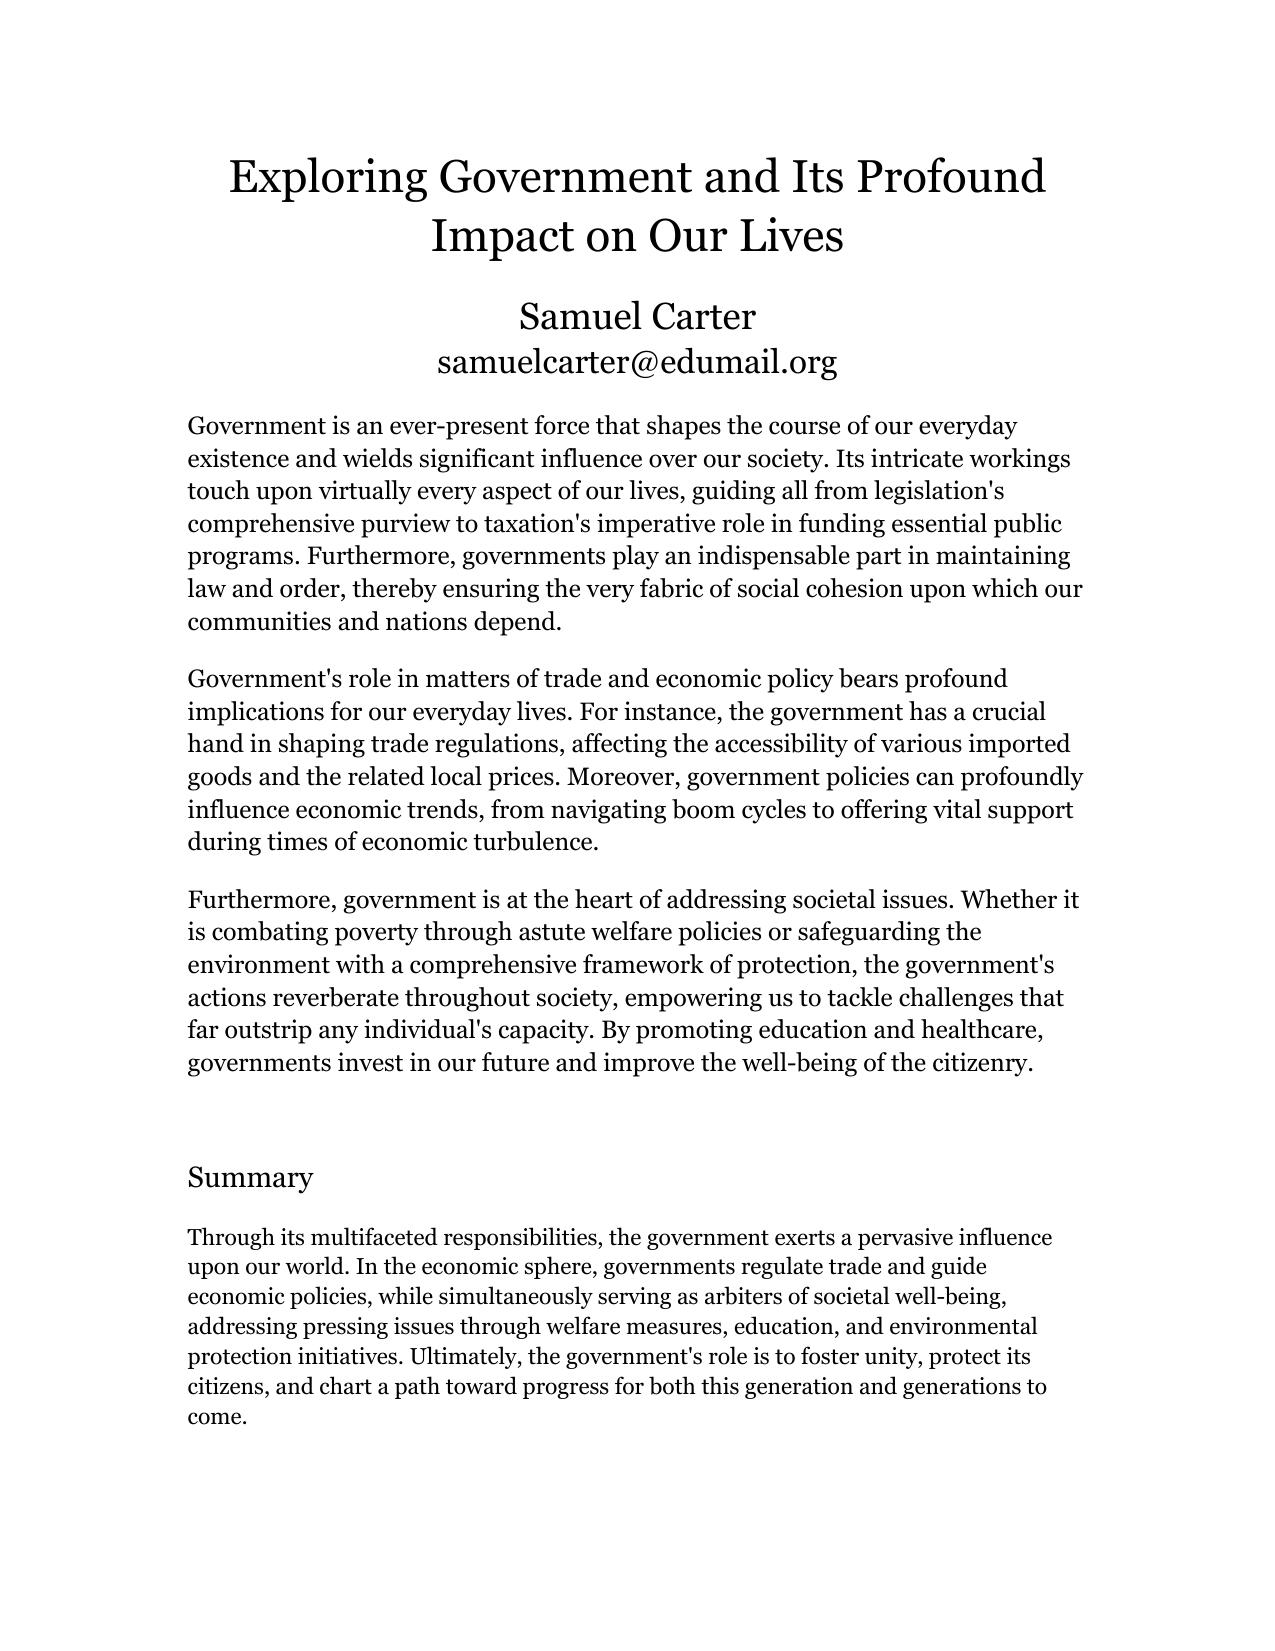 Exploring Government and Its Profound
Impact on Our Lives
Samuel Carter
samuelcarter@edumail.org
Government is an ever-present force that shapes the course of our everyday
existence and wields significant influence over our society. Its intricate workings
touch upon virtually every aspect of our lives, guiding all from legislation's
comprehensive purview to taxation's imperative role in funding essential public
programs. Furthermore, governments play an indispensable part in maintaining
law and order, thereby ensuring the very fabric of social cohesion upon which our
communities and nations depend.
Government's role in matters of trade and economic policy bears profound
implications for our everyday lives. For instance, the government has a crucial
hand in shaping trade regulations, affecting the accessibility of various imported
goods and the related local prices. Moreover, government policies can profoundly
influence economic trends, from navigating boom cycles to offering vital support
during times of economic turbulence.
Furthermore, government is at the heart of addressing societal issues. Whether it
is combating poverty through astute welfare policies or safeguarding the
environment with a comprehensive framework of protection, the government's
actions reverberate throughout society, empowering us to tackle challenges that
far outstrip any individual's capacity. By promoting education and healthcare,
governments invest in our future and improve the well-being of the citizenry.
Summary
Through its multifaceted responsibilities, the government exerts a pervasive influence
upon our world. In the economic sphere, governments regulate trade and guide
economic policies, while simultaneously serving as arbiters of societal well-being,
addressing pressing issues through welfare measures, education, and environmental
protection initiatives. Ultimately, the government's role is to foster unity, protect its
citizens, and chart a path toward progress for both this generation and generations to
come.